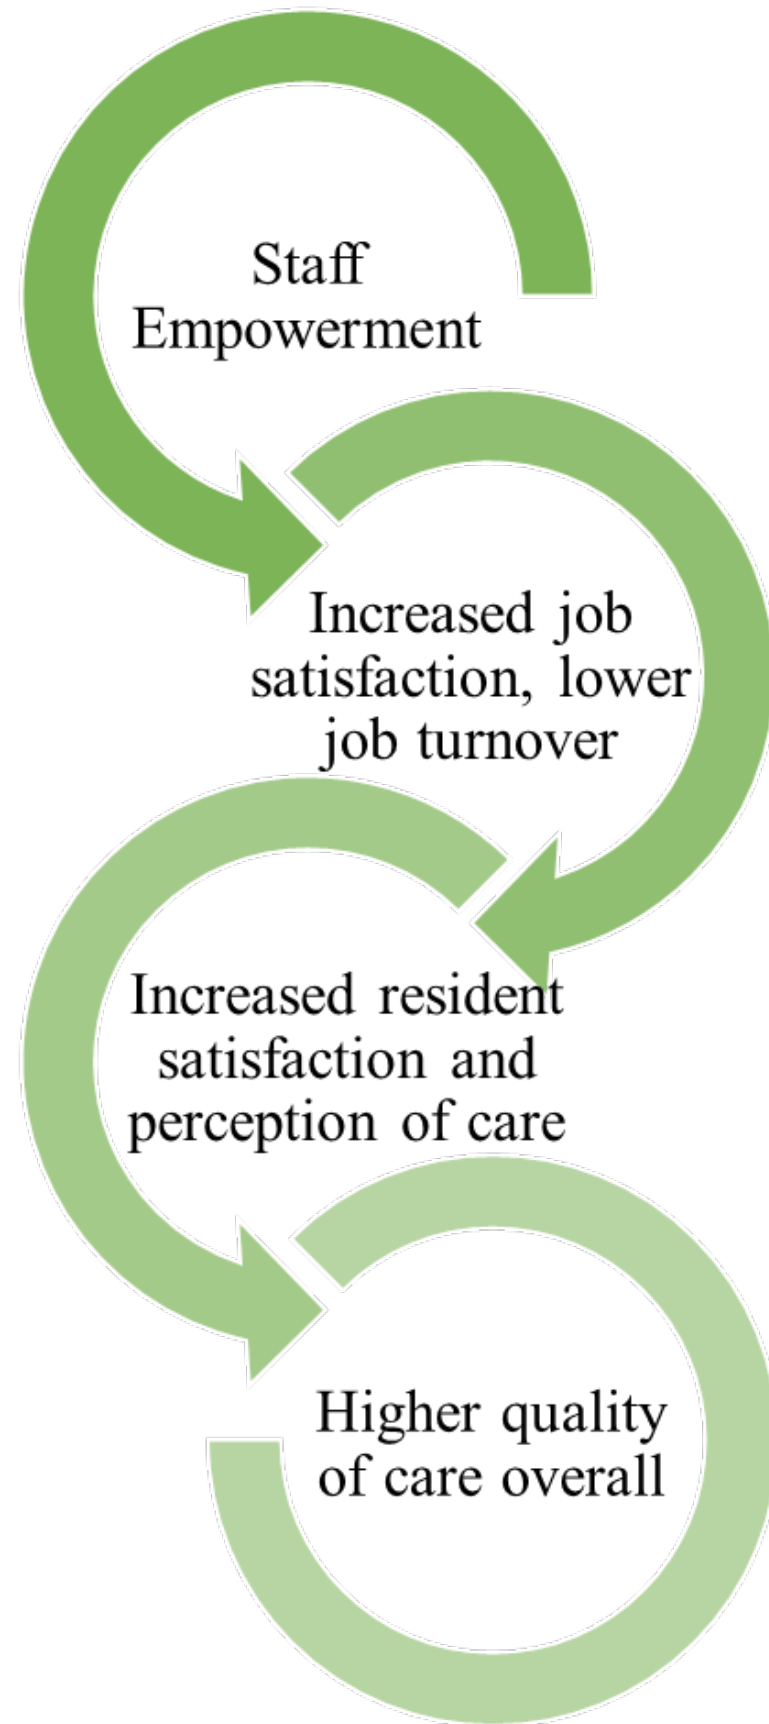 Staff
Empowerment
Increased job
satisfaction, lower
job turnover
Increased resident
satisfaction and
perception of care
Higher quality
of care overall